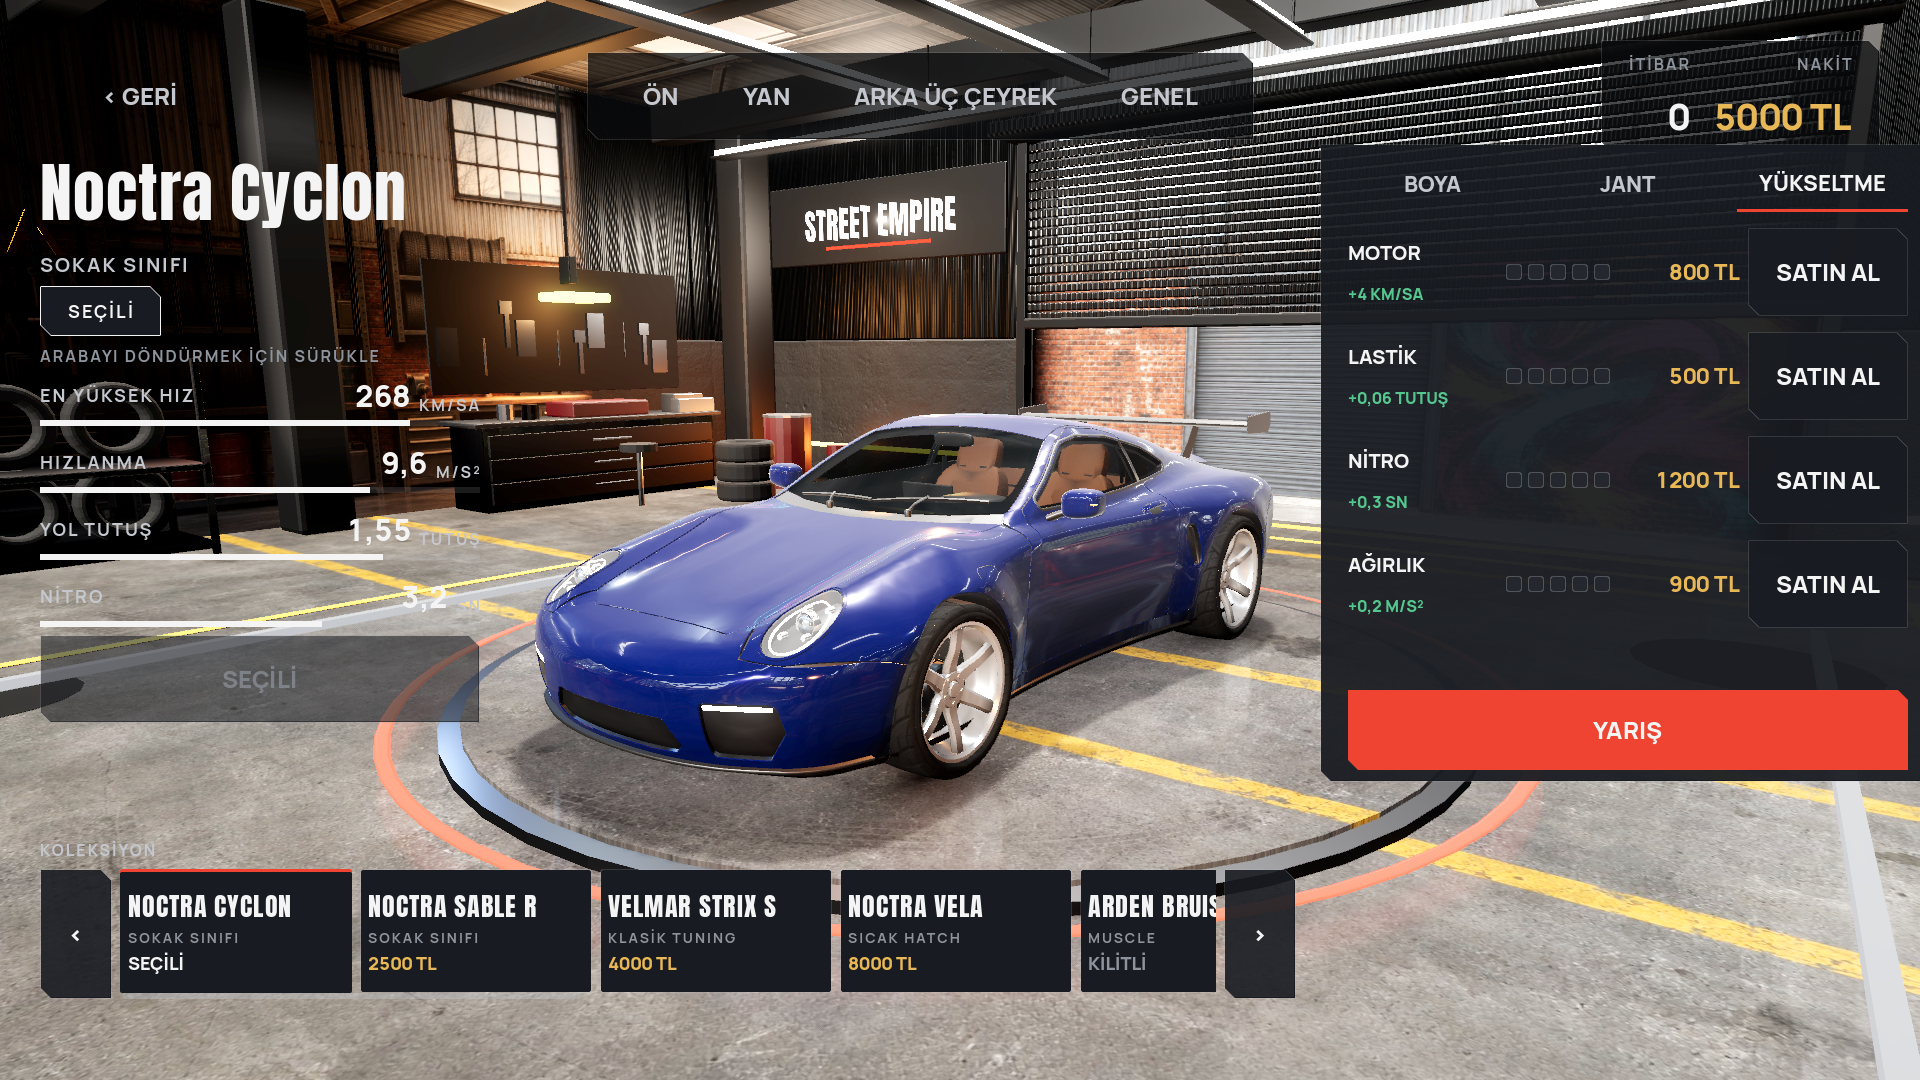 ‹ GERİ
ÖN YAN ARKA ÜÇ ÇEYREK GENEL
İTİBAR NAKİT
0 5000 TL
Noctra Cyclon
SOKAK SINIFI
SEÇİLİ
ARABAYI DÖNDÜRMEK İÇİN SÜRÜKLE
EN YÜKSEK HIZ 268 KM/SA
HIZLANMA 9,6 M/S²
YOL TUTUŞ 1,55 TUTUŞ
NİTRO 3,2
SEÇİLİ
STREET EMPIRE
BOYA JANT YÜKSELTME
MOTOR 800 TL SATIN AL
+4 KM/SA
LASTİK 500 TL SATIN AL
+0,06 TUTUŞ
NİTRO 1200 TL SATIN AL
+0,3 SN
AĞIRLIK 900 TL SATIN AL
+0,2 M/S²
YARIŞ
KOLEKSİYON
‹ NOCTRA CYCLON NOCTRA SABLE R VELMAR STRIX S NOCTRA VELA ARDEN BRUIS ›
SOKAK SINIFI SOKAK SINIFI KLASİK TUNING SICAK HATCH MUSCLE
SEÇİLİ 2500 TL 4000 TL 8000 TL KİLİTLİ